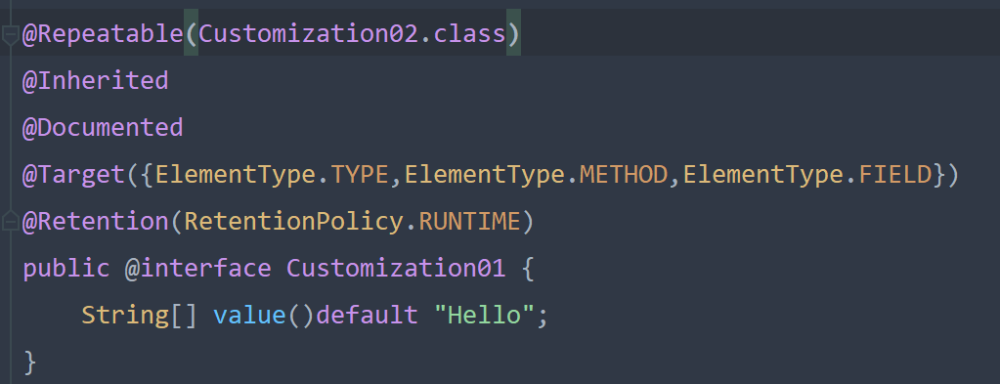 @Repeatable(Customization02.class)
@Inherited
@Documented
@Target({ElementType.TYPE,ElementType.METHOD,ElementType.FIELD})
@Retention(RetentionPolicy.RUNTIME)
public @interface Customization01 {
    String[] value()default "Hello";
}